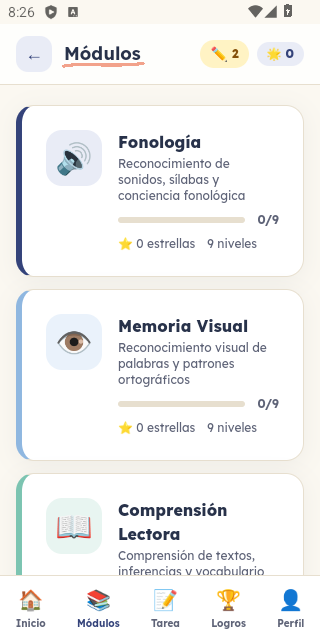 8:26
Módulos
2
0
Fonología
Reconocimiento de
sonidos, sílabas y
conciencia fonológica
0/9
0 estrellas 9 niveles
Memoria Visual
Reconocimiento visual de
palabras y patrones
ortográficos
0/9
0 estrellas 9 niveles
Comprensión
Lectora
Comprensión de textos,
inferencias y vocabulario
Inicio Módulos Tarea Logros Perfil